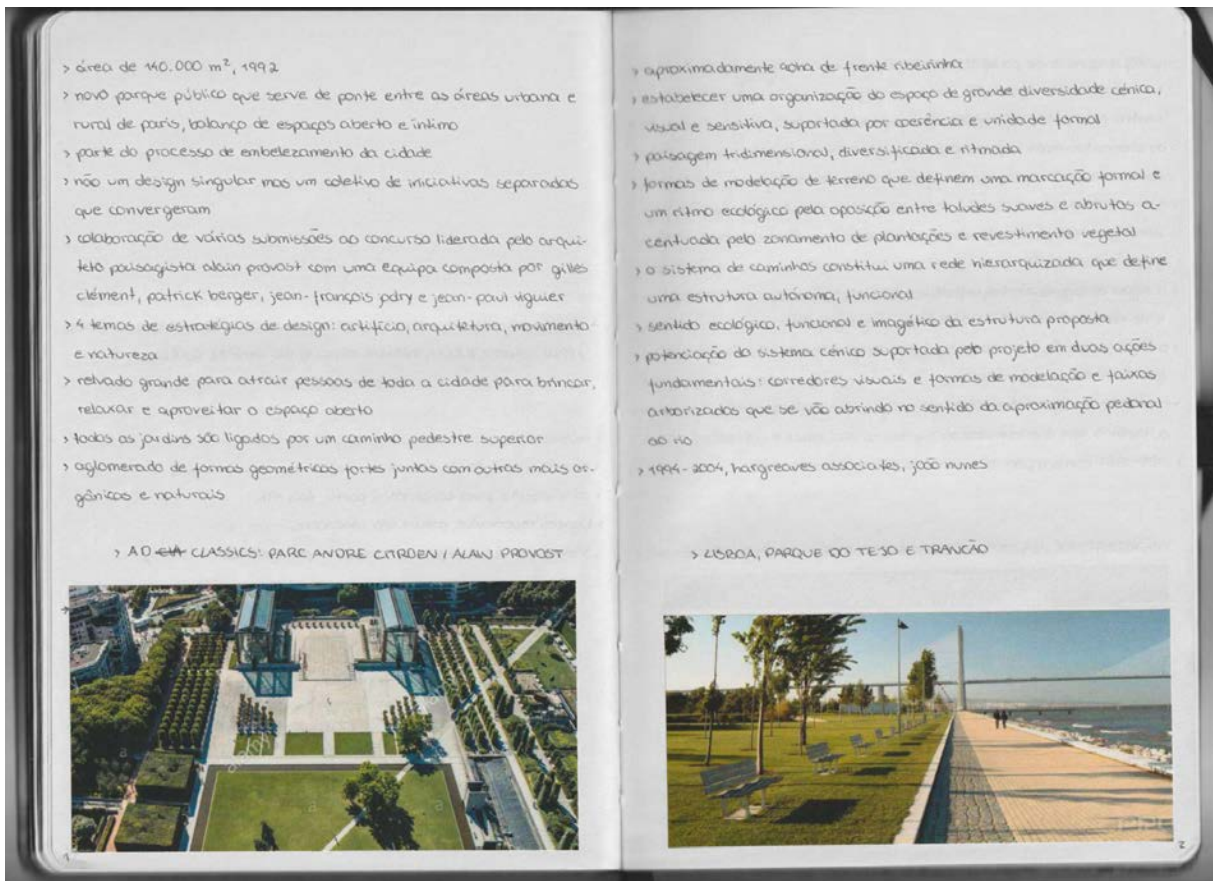 > área de 140.000 m², 1992
> novo parque público que serve de ponte entre as áreas urbana e
rural de paris, balanço de espaços aberto e íntimo
> parte do processo de embelezamento da cidade
> não um design singular mas um coletivo de iniciativas separadas
que convergeram
> colaboração de várias submissões ao concurso liderada pelo arqui-
teto paisagista alain provost com uma equipa composta por gilles
clément, patrick berger, jean-françois jodry e jean-paul viguier
> 4 temas de estratégias de design: artifício, arquitetura, movimento
e natureza
> relvado grande para atrair pessoas de toda a cidade para brincar,
relaxar e aproveitar o espaço aberto
> todos os jardins são ligados por um caminho pedestre superior
> aglomerado de formas geométricas fortes juntas com outras mais or-
gânicas e naturais
> AD CLASSICS: PARC ANDRE CITROEN / ALAIN PROVOST
alamy
a
a
a
1
> aproximadamente 90ha de frente ribeirinha
> estabelecer uma organização do espaço de grande diversidade cénica,
visual e sensitiva, suportada por coerência e unidade formal
> paisagem tridimensional, diversificada e ritmada
> formas de modelação de terreno que definem uma marcação formal e
um ritmo ecológico pela oposição entre taludes suaves e abrutos a-
centuada pelo zonamento de plantações e revestimento vegetal
> o sistema de caminhos constitui uma rede hierarquizada que define
uma estrutura autónoma, funcional
> sentido ecológico, funcional e imagético da estrutura proposta
> potenciação do sistema cénico suportada pelo projeto em duas ações
fundamentais: corredores visuais e formas de modelação e faixas
arborizadas que se vão abrindo no sentido da aproximação pedonal
ao rio
> 1994-2004, hargreaves associates, joão nunes
> LISBOA, PARQUE DO TEJO E TRANCÃO
2